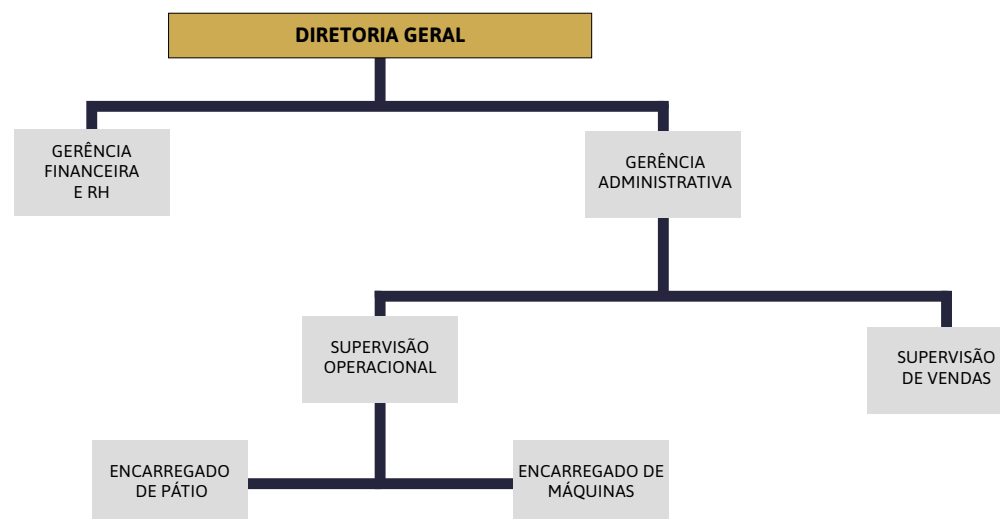 DIRETORIA GERAL
GERÊNCIA
FINANCEIRA
E RH
GERÊNCIA
ADMINISTRATIVA
SUPERVISÃO
OPERACIONAL
SUPERVISÃO
DE VENDAS
ENCARREGADO
DE PÁTIO
ENCARREGADO DE
MÁQUINAS